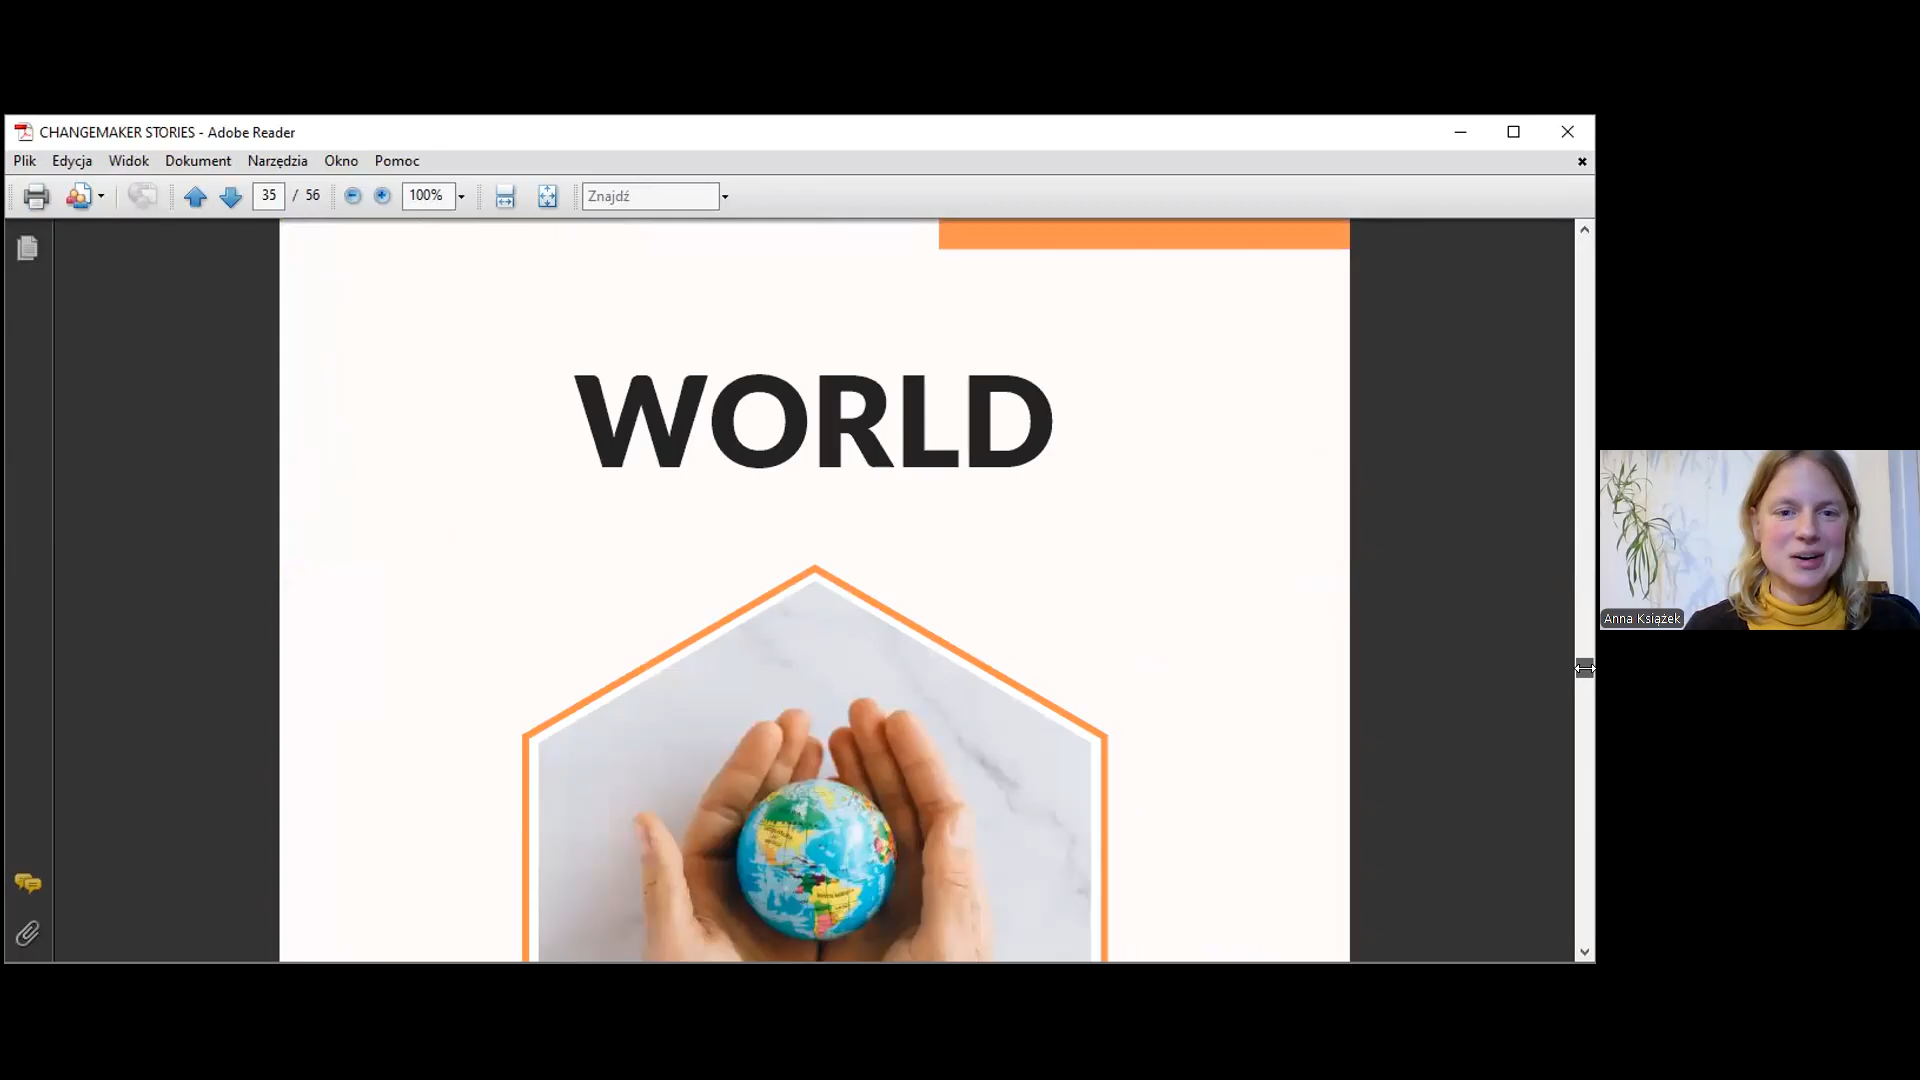 CHANGEMAKER STORIES - Adobe Reader
Plik Edycja Widok Dokument Narzędzia Okno Pomoc
35 / 56 100% Znajdź
WORLD
Anna Książek